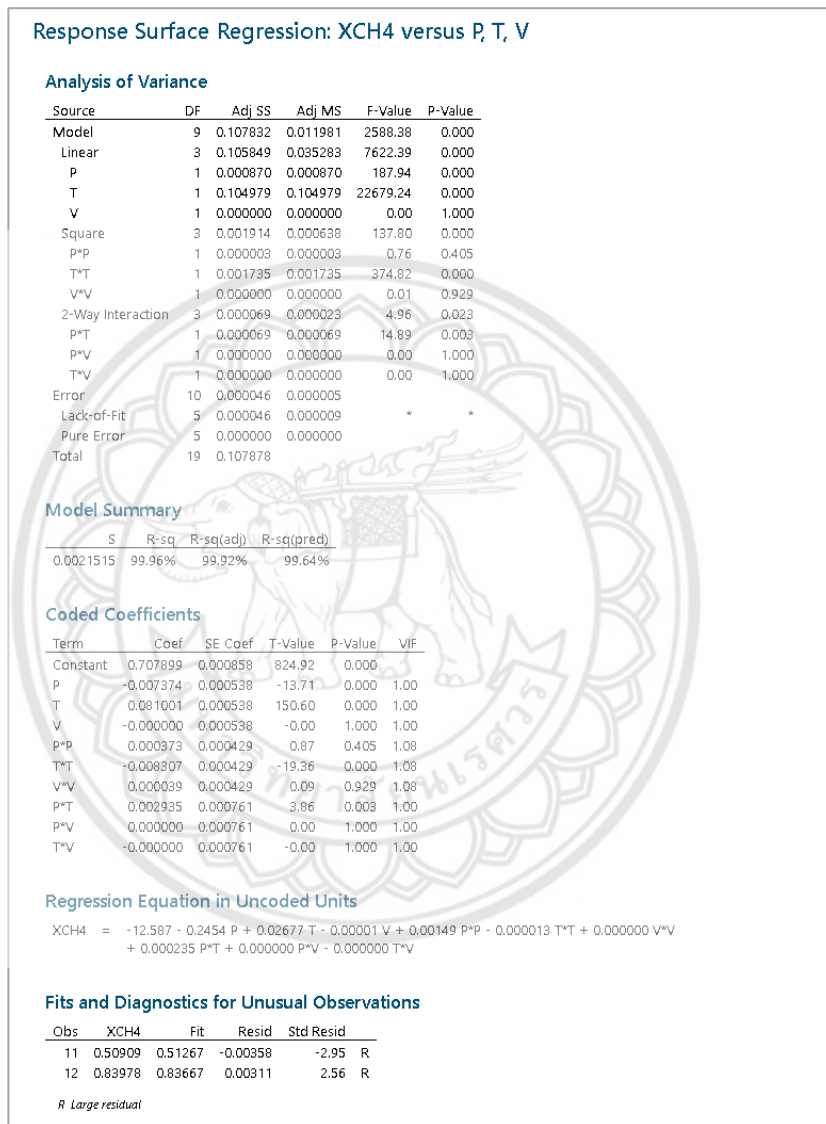 Response Surface Regression: XCH4 versus P, T, V
Analysis of Variance
Source DF Adj SS Adj MS F-Value P-Value
Model 9 0.107832 0.011981 2588.38 0.000
Linear 3 0.105849 0.035283 7622.39 0.000
P 1 0.000870 0.000870 187.94 0.000
T 1 0.104979 0.104979 22679.24 0.000
V 1 0.000000 0.000000 0.00 1.000
Square 3 0.001914 0.000638 137.80 0.000
P*P 1 0.000003 0.000003 0.76 0.405
T*T 1 0.001735 0.001735 374.82 0.000
V*V 1 0.000000 0.000000 0.01 0.929
2-Way Interaction 3 0.000069 0.000023 4.96 0.023
P*T 1 0.000069 0.000069 14.89 0.003
P*V 1 0.000000 0.000000 0.00 1.000
T*V 1 0.000000 0.000000 0.00 1.000
Error 10 0.000046 0.000005
Lack-of-Fit 5 0.000046 0.000009 * *
Pure Error 5 0.000000 0.000000
Total 19 0.107878
Model Summary
S R-sq R-sq(adj) R-sq(pred)
0.0021515 99.96% 99.92% 99.64%
Coded Coefficients
Term Coef SE Coef T-Value P-Value VIF
Constant 0.707899 0.000858 824.92 0.000
P -0.007374 0.000538 -13.71 0.000 1.00
T 0.081001 0.000538 150.60 0.000 1.00
V -0.000000 0.000538 -0.00 1.000 1.00
P*P 0.000373 0.000429 0.87 0.405 1.08
T*T -0.008307 0.000429 -19.36 0.000 1.08
V*V 0.000039 0.000429 0.09 0.929 1.08
P*T 0.002935 0.000761 3.86 0.003 1.00
P*V 0.000000 0.000761 0.00 1.000 1.00
T*V -0.000000 0.000761 -0.00 1.000 1.00
Regression Equation in Uncoded Units
XCH4 = -12.587 - 0.2454 P + 0.02677 T - 0.00001 V + 0.00149 P*P - 0.000013 T*T + 0.000000 V*V
+ 0.000235 P*T + 0.000000 P*V - 0.000000 T*V
Fits and Diagnostics for Unusual Observations
Obs XCH4 Fit Resid Std Resid
11 0.50909 0.51267 -0.00358 -2.95 R
12 0.83978 0.83667 0.00311 2.56 R
R Large residual